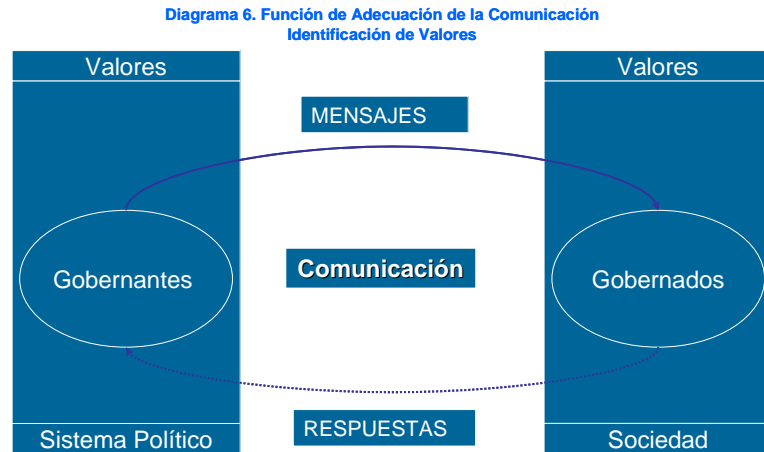 Diagrama 6. Función de Adecuación de la Comunicación
Identificación de Valores
Valores
Valores
MENSAJES
Gobernantes
Comunicación
Gobernados
RESPUESTAS
Sistema Político
Sociedad